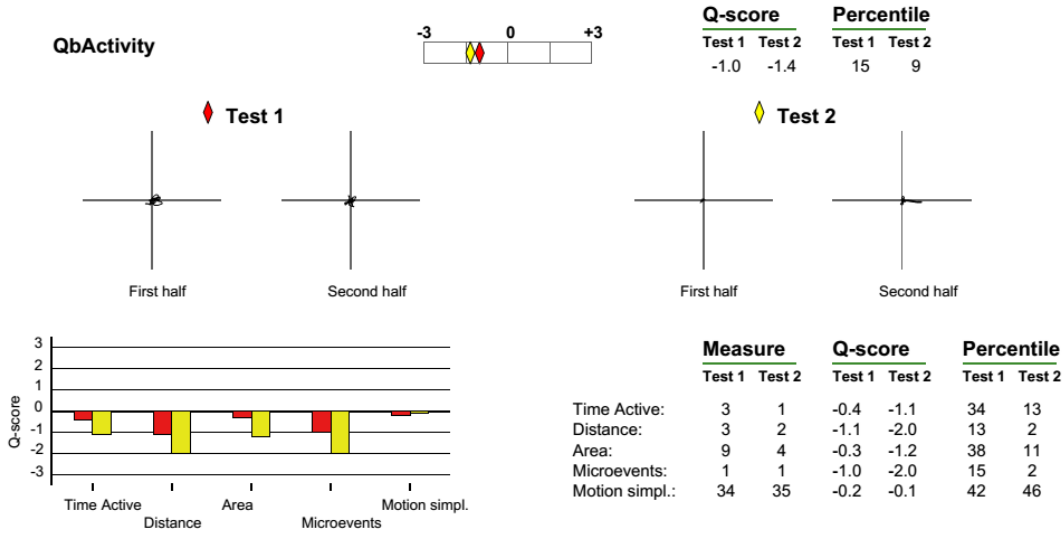 QbActivity
-3 0 +3
Q-score Percentile
Test 1 Test 2 Test 1 Test 2
-1.0 -1.4 15 9
Test 1
Test 2
First half
Second half
First half
Second half
Q-score
3
2
1
0
-1
-2
-3
Time Active
Distance
Area
Microevents
Motion simpl.
Measure Q-score Percentile
Test 1 Test 2 Test 1 Test 2 Test 1 Test 2
Time Active: 3 1 -0.4 -1.1 34 13
Distance: 3 2 -1.1 -2.0 13 2
Area: 9 4 -0.3 -1.2 38 11
Microevents: 1 1 -1.0 -2.0 15 2
Motion simpl.: 34 35 -0.2 -0.1 42 46